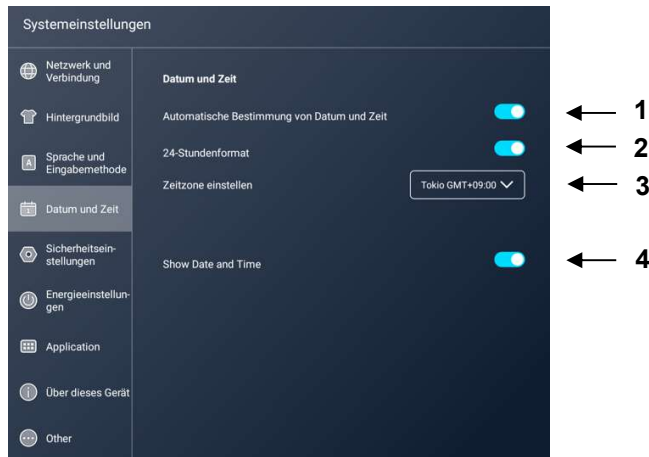 Systemeinstellungen
Netzwerk und
Verbindung
Hintergrundbild
A
Sprache und
Eingabemethode
1
Datum und Zeit
Sicherheitsein-
stellungen
Energieeinstellun-
gen
Application
Über dieses Gerät
Other
Datum und Zeit
Automatische Bestimmung von Datum und Zeit
1
24-Stundenformat
2
Zeitzone einstellen
Tokio GMT+09:00
3
Show Date and Time
4